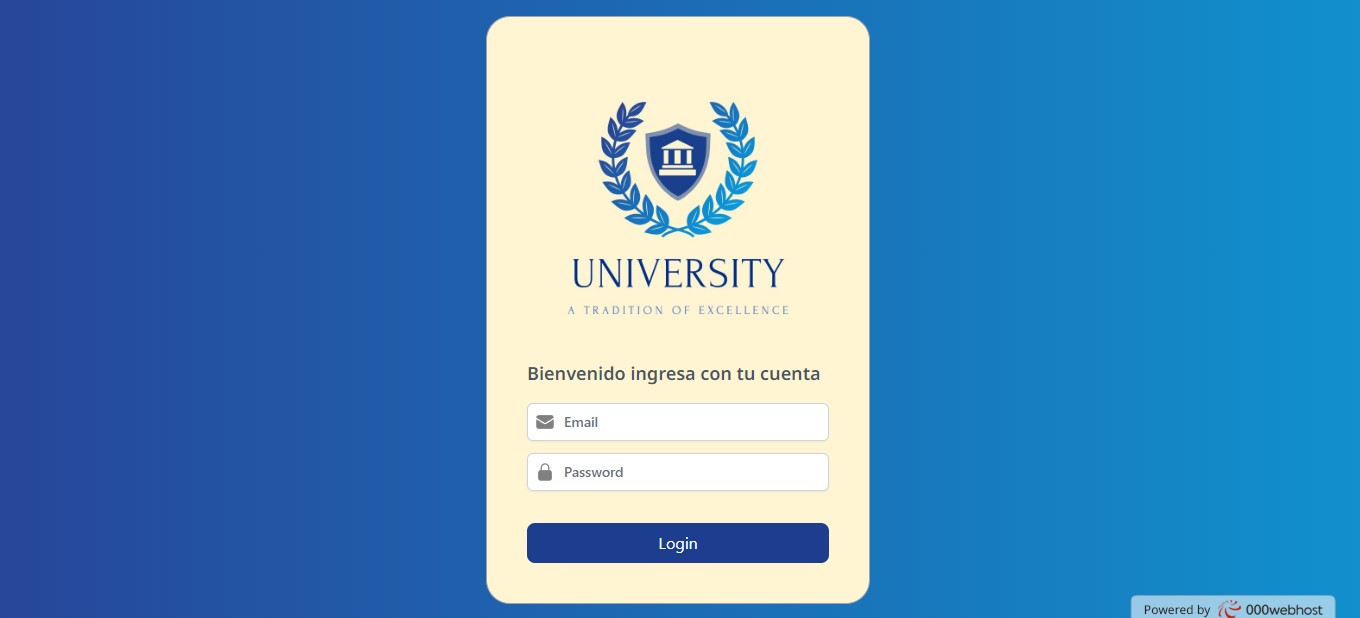 UNIVERSITY
A TRADITION OF EXCELLENCE
Bienvenido ingresa con tu cuenta
Email
Password
Login
Powered by 000webhost